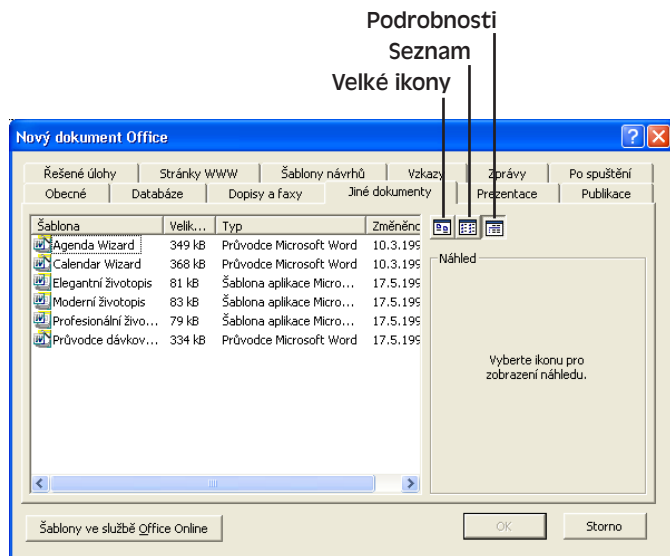 Podrobnosti
Seznam
Velké ikony
Nový dokument Office
Řešené úlohy Stránky WWW Šablony návrhů Vzkazy Zprávy Po spuštění
Obecné Databáze Dopisy a faxy Jiné dokumenty Prezentace Publikace
Šablona Velik... Typ Změněno
Agenda Wizard 349 kB Průvodce Microsoft Word 10.3.199
Calendar Wizard 368 kB Průvodce Microsoft Word 10.3.199
Elegantní životopis 81 kB Šablona aplikace Micro... 17.5.199
Moderní životopis 83 kB Šablona aplikace Micro... 17.5.199
Profesionální živo... 79 kB Šablona aplikace Micro... 17.5.199
Průvodce dávkov... 334 kB Průvodce Microsoft Word 17.5.199
Náhled
Vyberte ikonu pro
zobrazení náhledu.
Šablony ve službě Office Online
OK
Storno